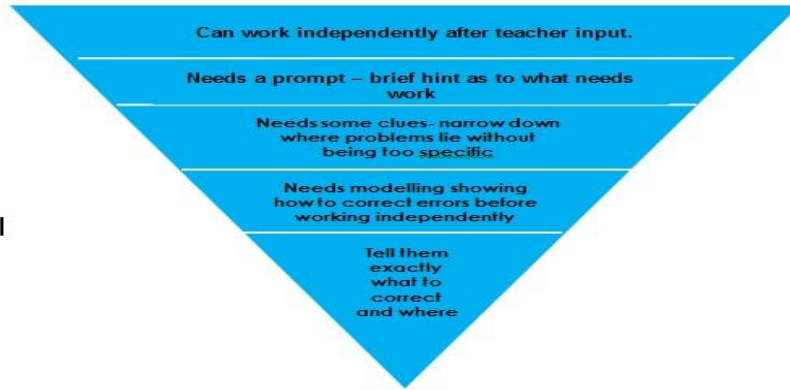 Can work independently after teacher input.
Needs a prompt – brief hint as to what needs
work
Needs some clues- narrow down
where problems lie without
being too specific
Needs modelling showing
how to correct errors before
working independently
Tell them
exactly
what to
correct
and where